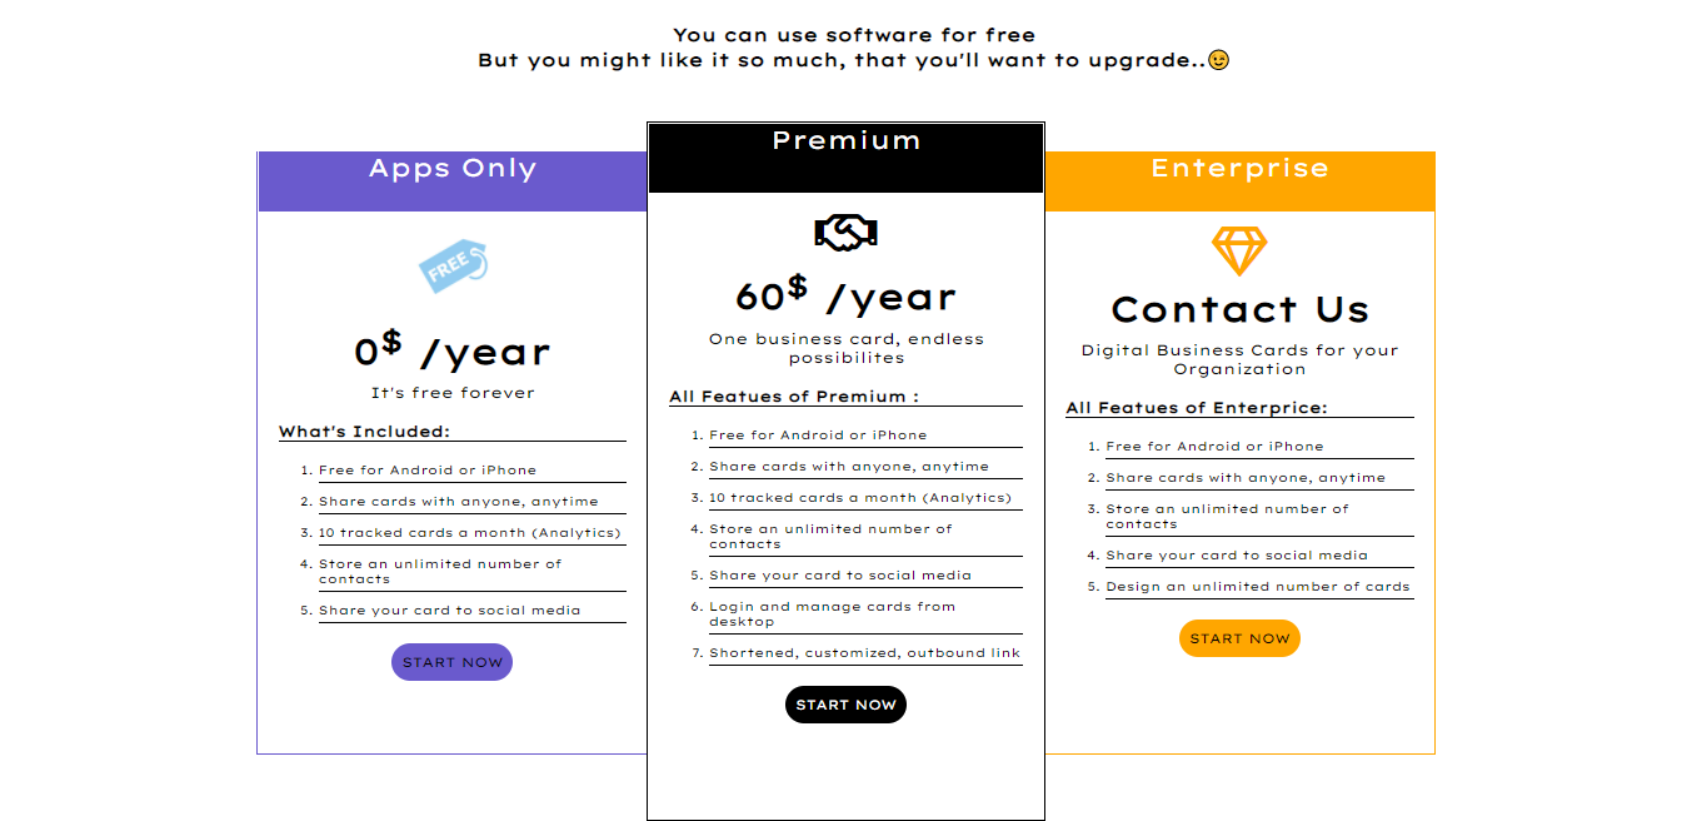 You can use software for free
But you might like it so much, that you'll want to upgrade..😉
Apps Only
FREE
0$ /year
It's free forever
What's Included:
1. Free for Android or iPhone
2. Share cards with anyone, anytime
3. 10 tracked cards a month (Analytics)
4. Store an unlimited number of
contacts
5. Share your card to social media
START NOW
Premium
60$ /year
One business card, endless
possibilites
All Featues of Premium :
1. Free for Android or iPhone
2. Share cards with anyone, anytime
3. 10 tracked cards a month (Analytics)
4. Store an unlimited number of
contacts
5. Share your card to social media
6. Login and manage cards from
desktop
7. Shortened, customized, outbound link
START NOW
Enterprise
Contact Us
Digital Business Cards for your
Organization
All Featues of Enterprice:
1. Free for Android or iPhone
2. Share cards with anyone, anytime
3. Store an unlimited number of
contacts
4. Share your card to social media
5. Design an unlimited number of cards
START NOW